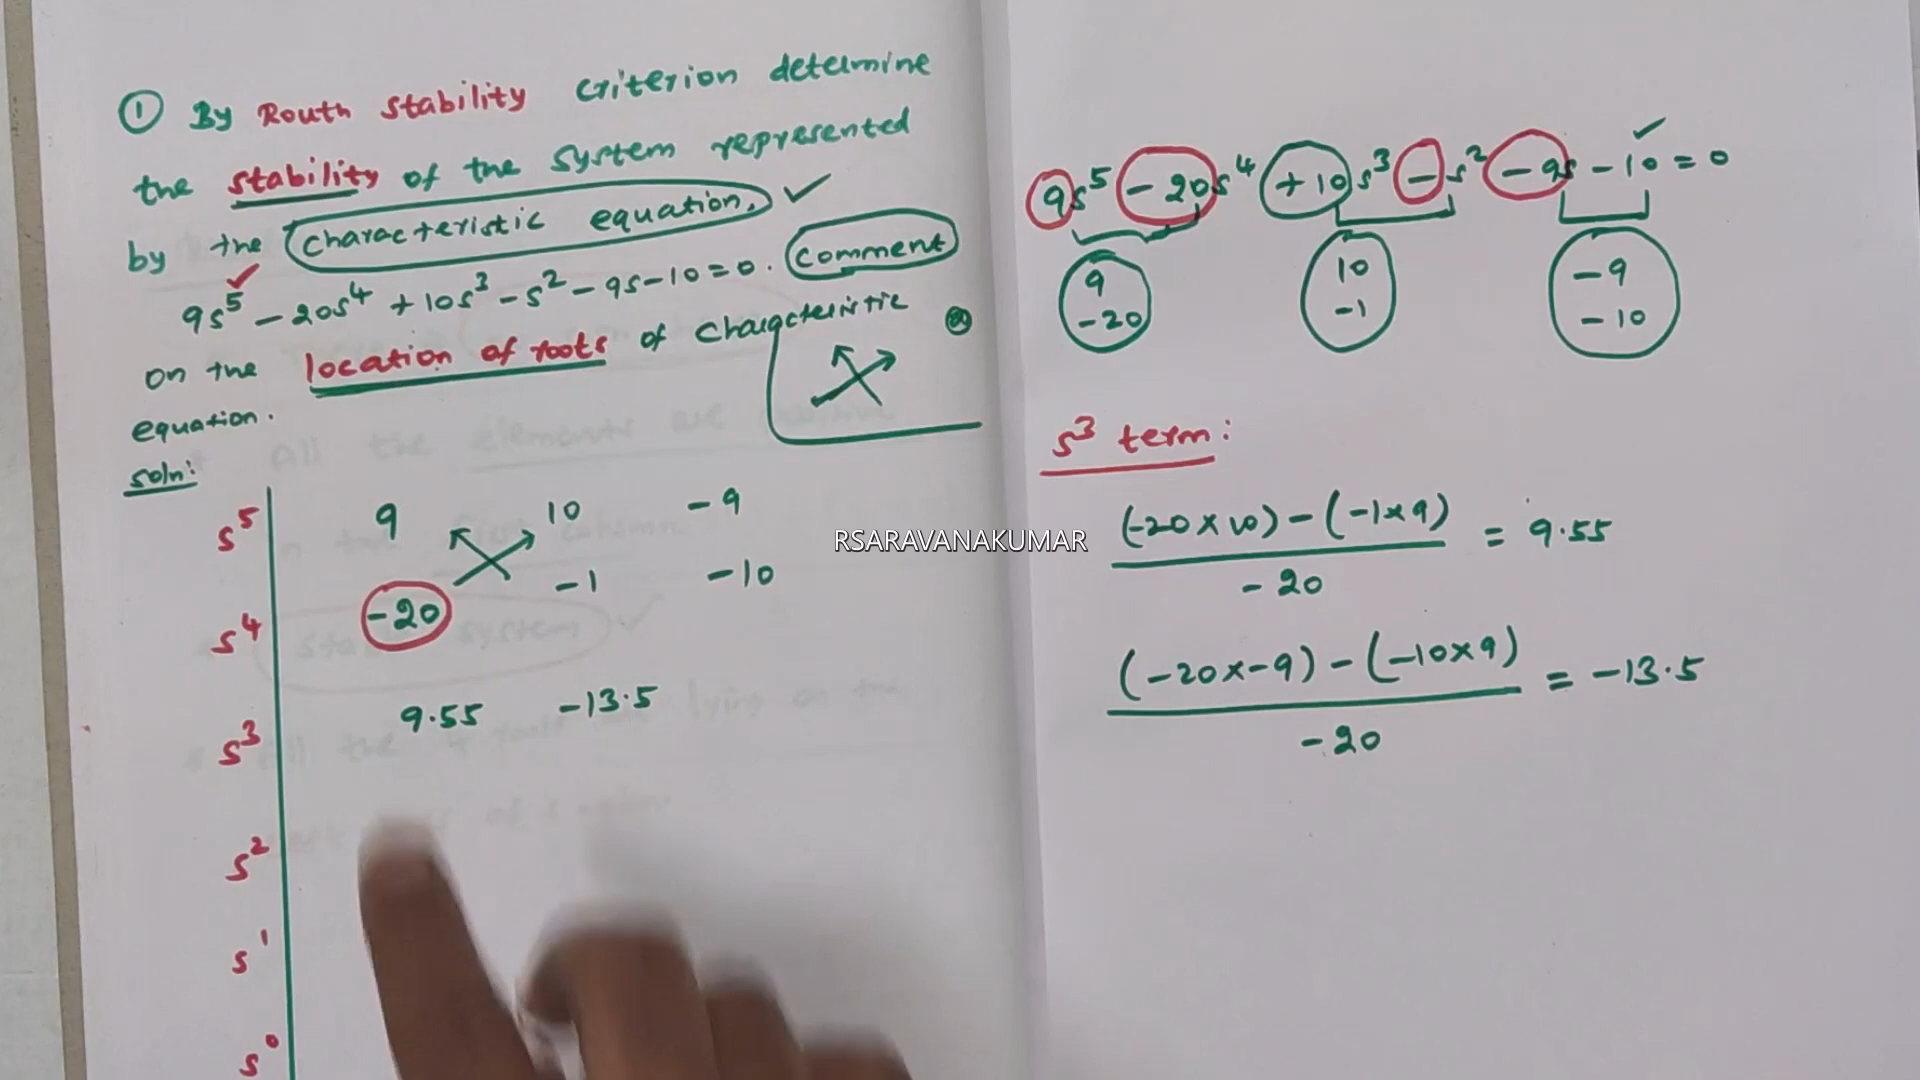 ① By Routh stability criterion determine
the stability of the system represented
by the characteristic equation,
9s⁵ - 20s⁴ + 10s³ - s² - 9s - 10 = 0. comment
on the location of roots of characteristic
equation.
soln:
s⁵ 9 10 -9
s⁴ -20 -1 -10
s³ 9.55 -13.5
s²
s¹
s⁰
9s⁵ - 20s⁴ + 10s³ - s² - 9s - 10 = 0
9 10 -9
-20 -1 -10
s³ term:
(-20 × 10) - (-1 × 9) = 9.55
-20
(-20 × -9) - (-10 × 9) = -13.5
-20
RSARAVANAKUMAR